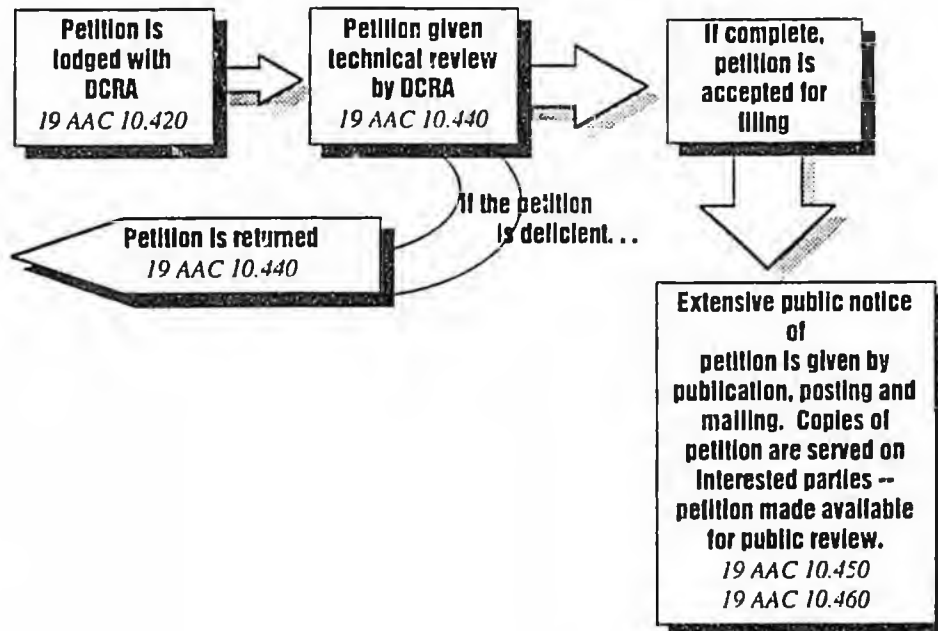 Petition is
lodged with
DCRA
19 AAC 10.420
Petition given
technical review
by DCRA
19 AAC 10.440
If complete,
petition is
accepted for
filing
If the petition
is deficient...
Petition is returned
19 AAC 10.440
Extensive public notice
of
petition is given by
publication, posting and
mailing. Copies of
petition are served on
interested parties --
petition made available
for public review.
19 AAC 10.450
19 AAC 10.460